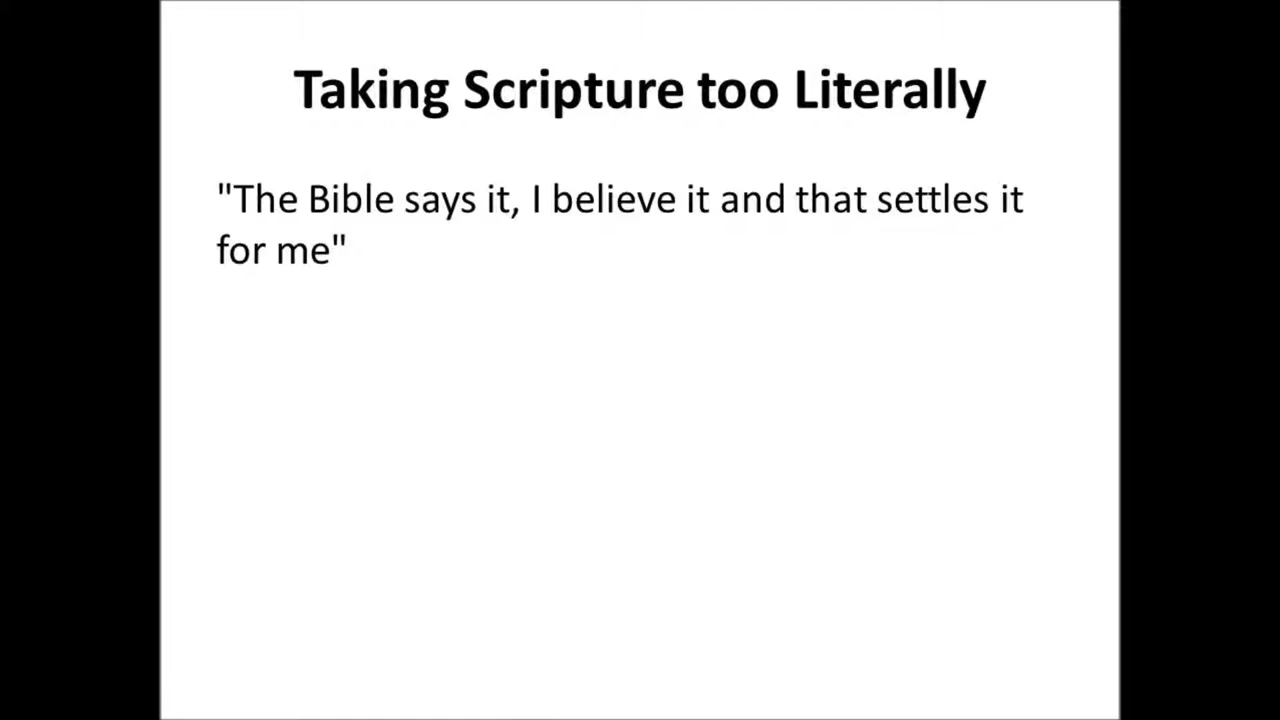 Taking Scripture too Literally
"The Bible says it, I believe it and that settles it
for me"